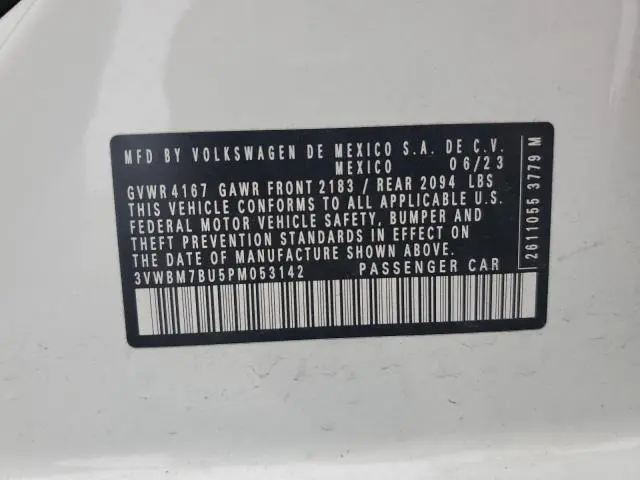 MFD BY VOLKSWAGEN DE MEXICO S.A. DE C.V.
MEXICO 06/23
GVWR 4167 GAWR FRONT 2183 / REAR 2094 LBS
THIS VEHICLE CONFORMS TO ALL APPLICABLE U.S.
FEDERAL MOTOR VEHICLE SAFETY, BUMPER AND
THEFT PREVENTION STANDARDS IN EFFECT ON
THE DATE OF MANUFACTURE SHOWN ABOVE.
3VWBM7BU5PM053142 PASSENGER CAR
2611055 3779 M